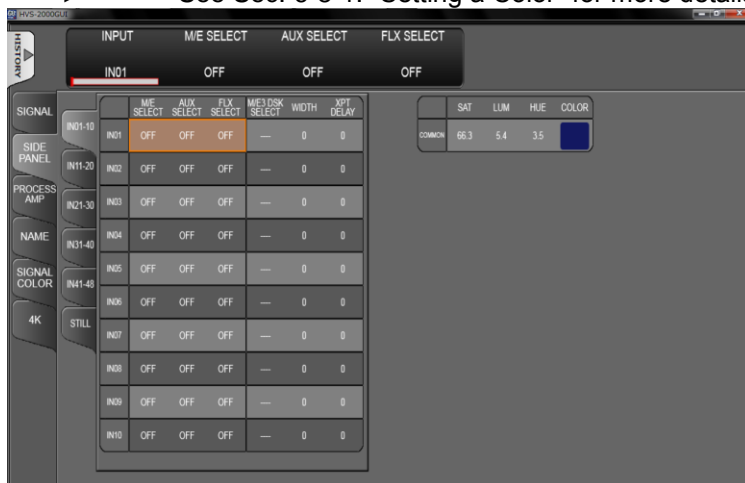 See Sec. 5-5-1. "Setting a Color" for more details
HVS-2000GUI
HISTORY
INPUT M/E SELECT AUX SELECT FLX SELECT
IN01 OFF OFF OFF
SIGNAL
SIDE
PANEL
PROCESS
AMP
NAME
SIGNAL
COLOR
4K
IN01-10
IN11-20
IN21-30
IN31-40
IN41-48
STILL
M/E SELECT AUX SELECT FLX SELECT M/E3 DSK SELECT WIDTH XPT DELAY
IN01 OFF OFF OFF --- 0 0
IN02 OFF OFF OFF --- 0 0
IN03 OFF OFF OFF --- 0 0
IN04 OFF OFF OFF --- 0 0
IN05 OFF OFF OFF --- 0 0
IN06 OFF OFF OFF --- 0 0
IN07 OFF OFF OFF --- 0 0
IN08 OFF OFF OFF --- 0 0
IN09 OFF OFF OFF --- 0 0
IN10 OFF OFF OFF --- 0 0
SAT LUM HUE COLOR
COMMON 66.3 5.4 3.5